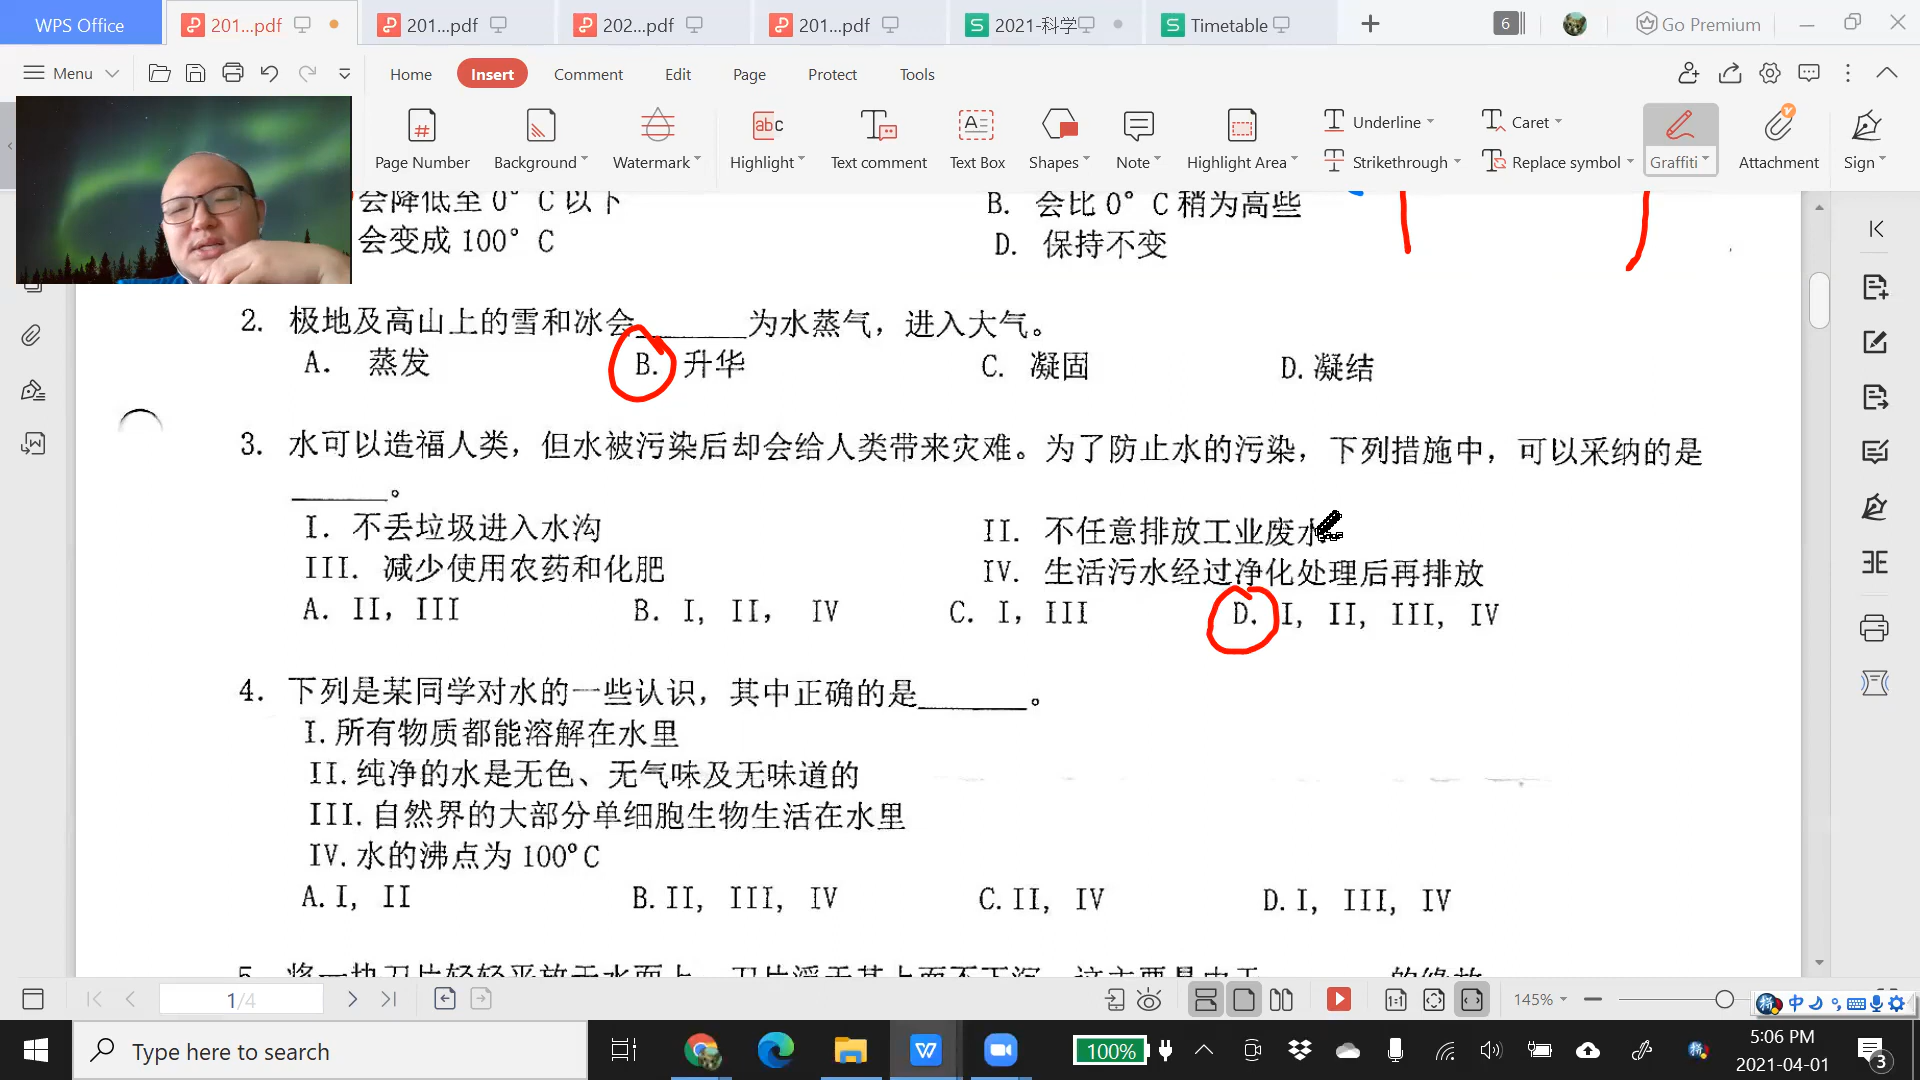 WPS Office
201...pdf
201...pdf
202...pdf
201...pdf
2021-科学
Timetable
6
Go Premium
Menu
Home
Insert
Comment
Edit
Page
Protect
Tools
Page Number
Background
Watermark
Highlight
Text comment
Text Box
Shapes
Note
Highlight Area
Underline
Strikethrough
Caret
Replace symbol
Graffiti
Attachment
Sign
会降低至 0° C 以下
B. 会比 0° C 稍为高些
会变成 100° C
D. 保持不变
2. 极地及高山上的雪和冰会______为水蒸气，进入大气。
A. 蒸发 B. 升华 C. 凝固 D. 凝结
3. 水可以造福人类，但水被污染后却会给人类带来灾难。为了防止水的污染，下列措施中，可以采纳的是
______。
I. 不丢垃圾进入水沟 II. 不任意排放工业废水
III. 减少使用农药和化肥 IV. 生活污水经过净化处理后再排放
A. II, III B. I, II, IV C. I, III D. I, II, III, IV
4. 下列是某同学对水的一些认识，其中正确的是______。
I. 所有物质都能溶解在水里
II. 纯净的水是无色、无气味及无味道的
III. 自然界的大部分单细胞生物生活在水里
IV. 水的沸点为 100°C
A. I, II B. II, III, IV C. II, IV D. I, III, IV
1/4
145%
中
Type here to search
100%
5:06 PM
2021-04-01
3